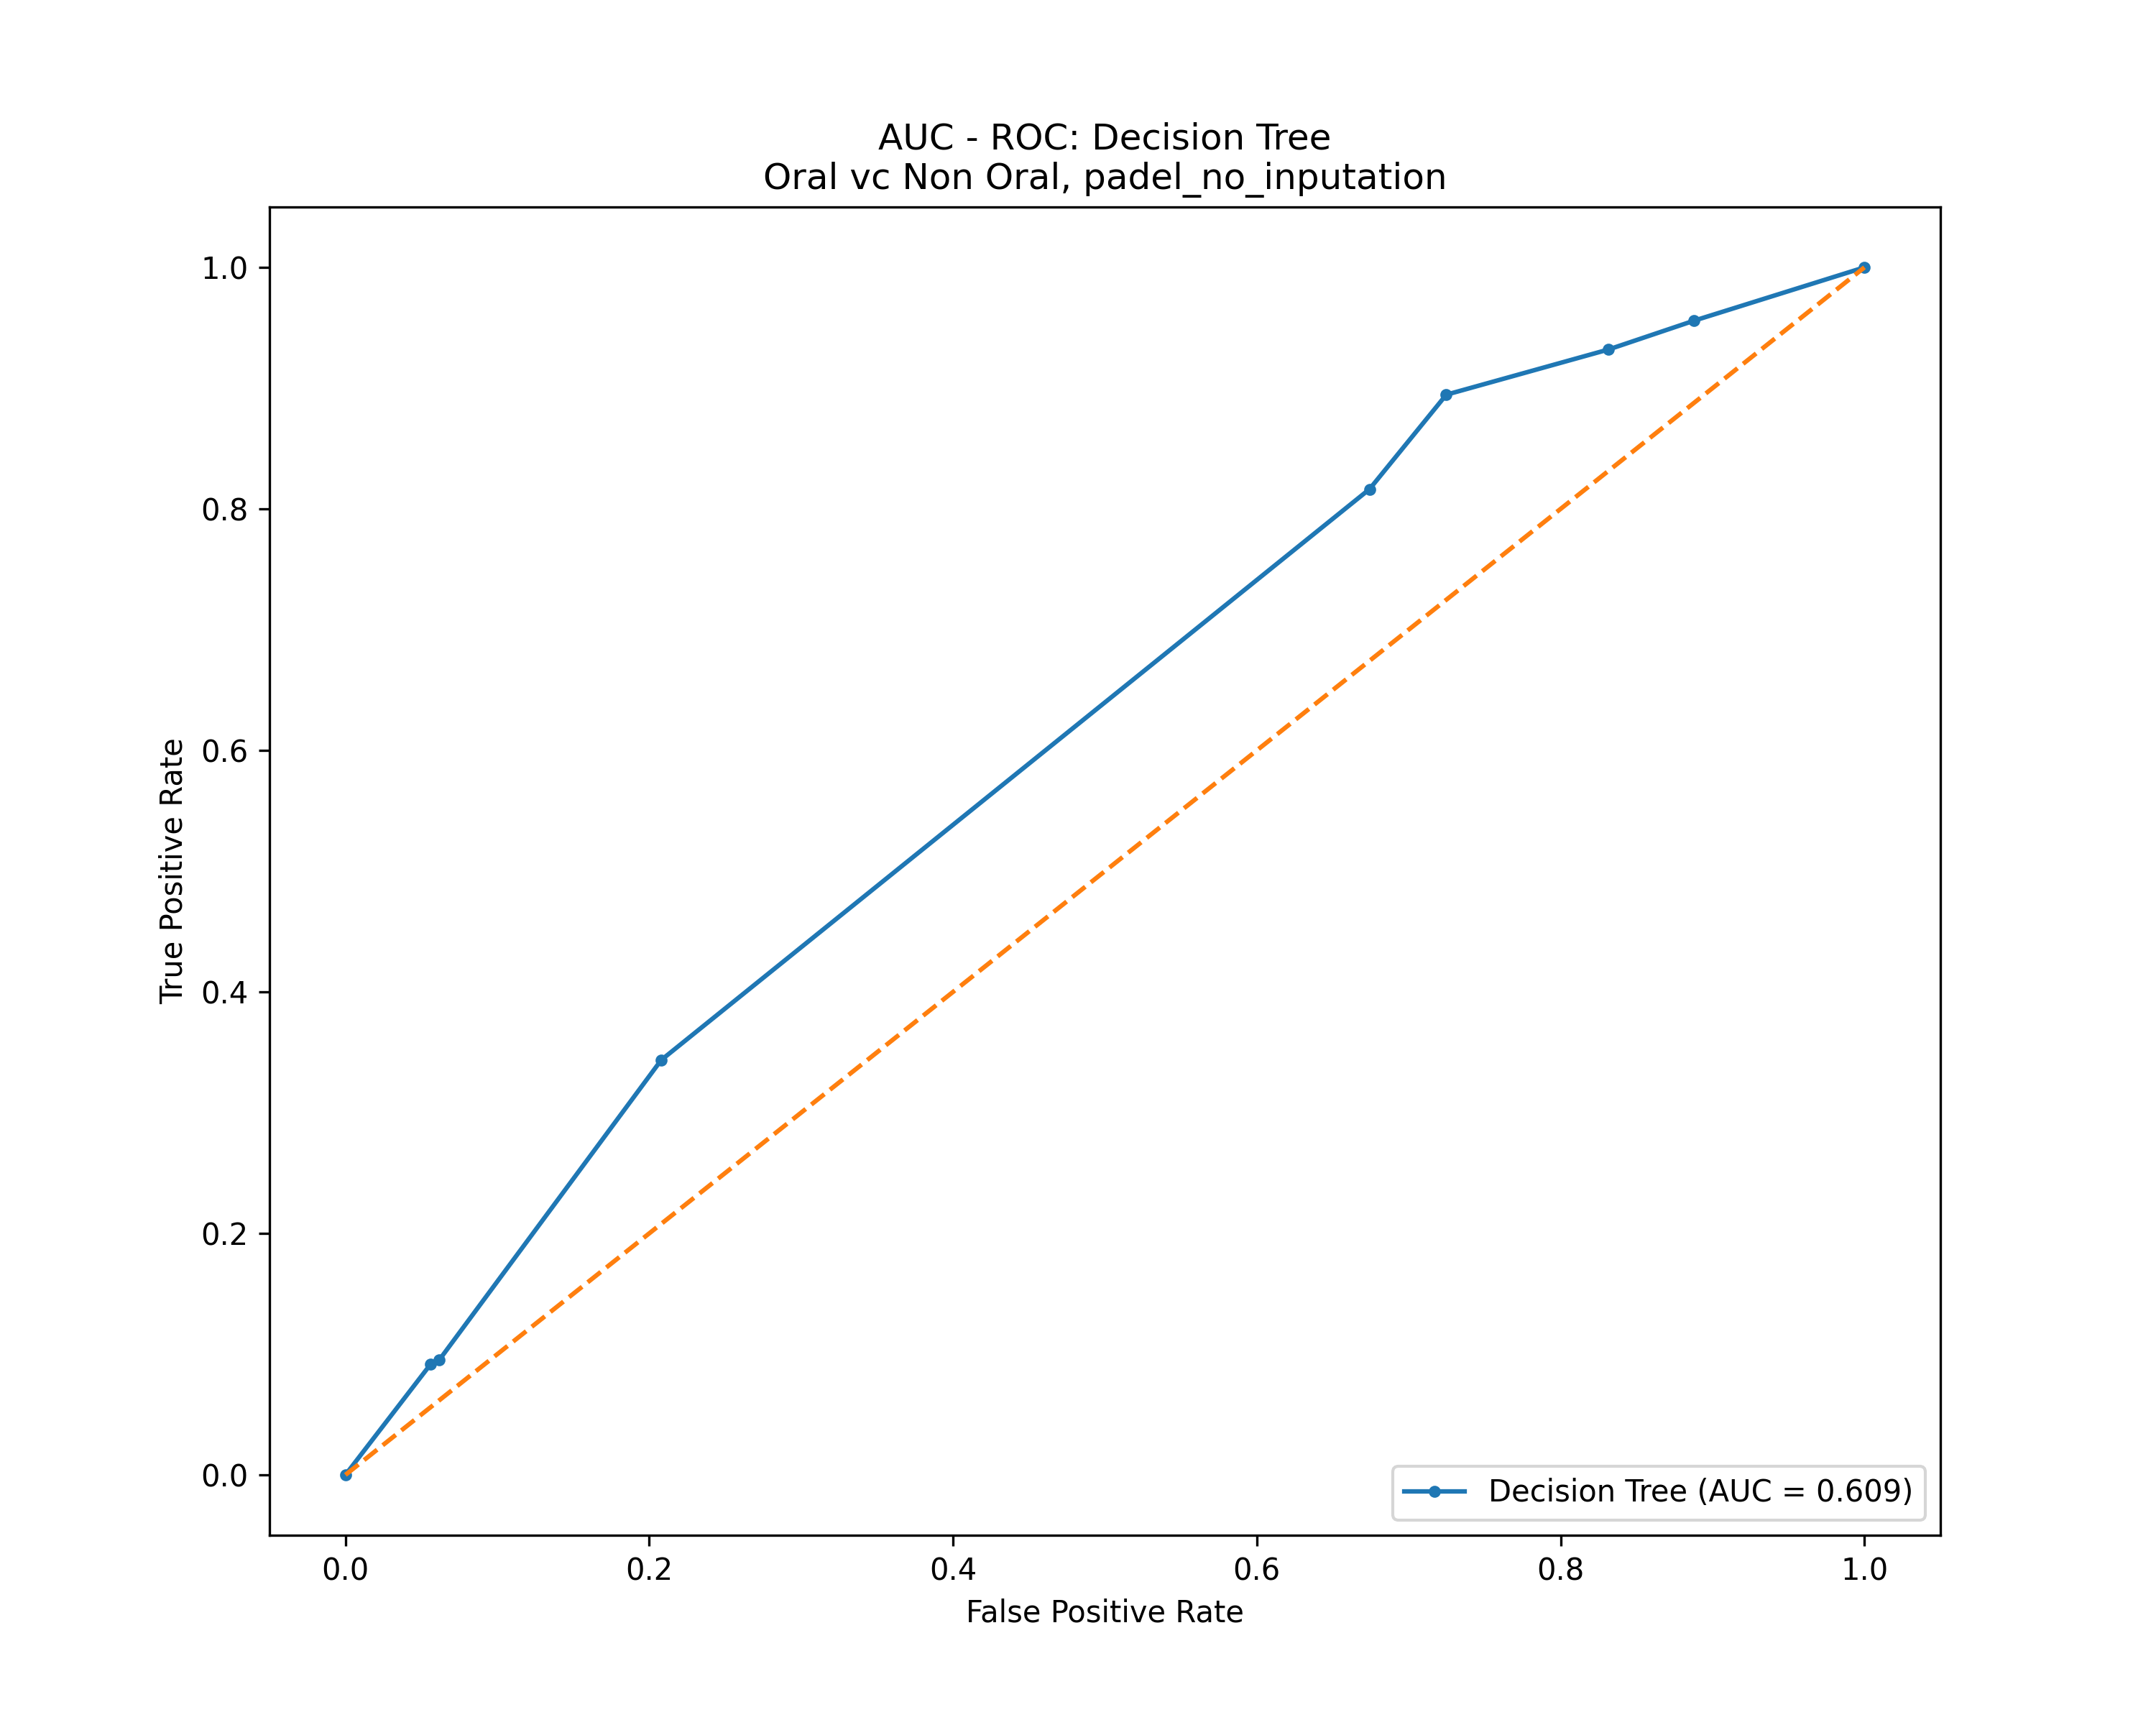 AUC - ROC: Decision Tree
Oral vc Non Oral, padel_no_inputation
True Positive Rate
1.0
0.8
0.6
0.4
0.2
0.0
Decision Tree (AUC = 0.609)
0.0 0.2 0.4 0.6 0.8 1.0
False Positive Rate